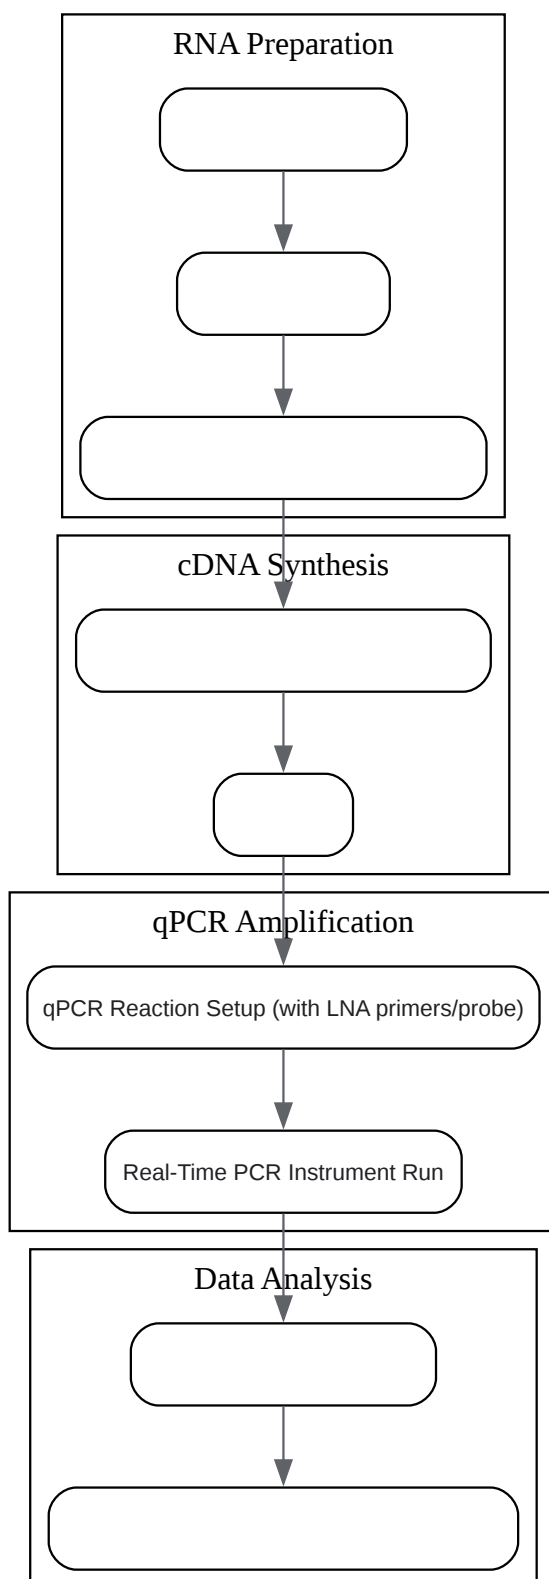 RNA Preparation
cDNA Synthesis
qPCR Amplification
qPCR Reaction Setup (with LNA primers/probe)
Real-Time PCR Instrument Run
Data Analysis